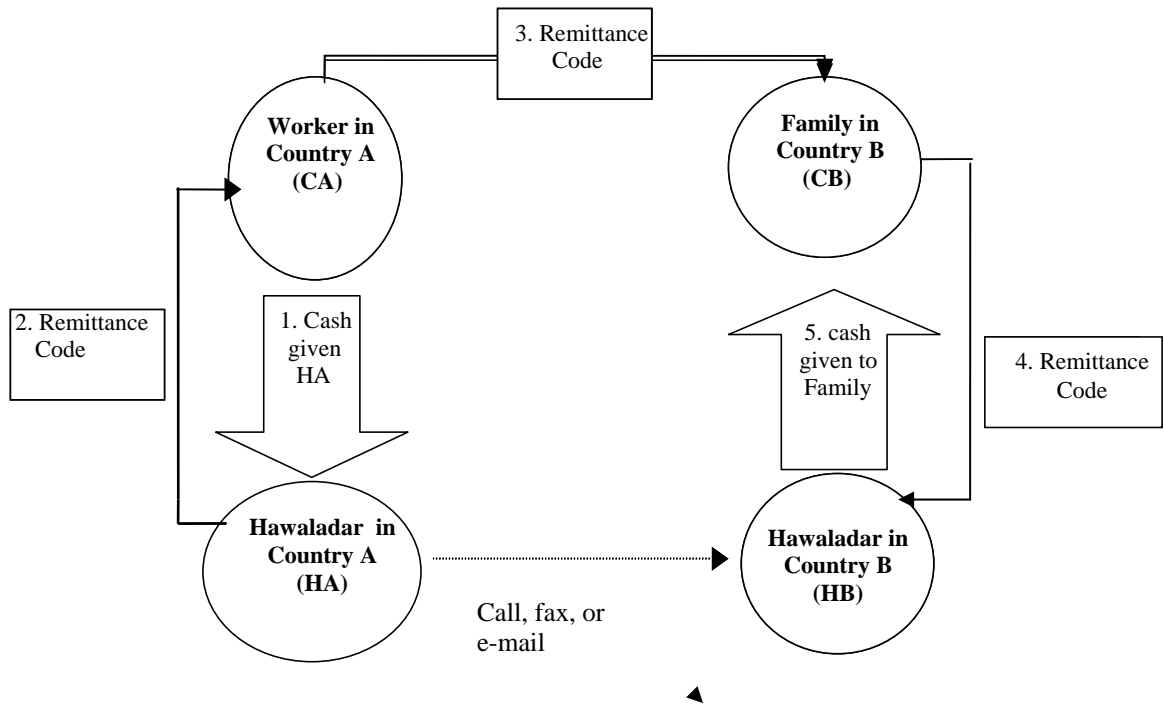 3. Remittance
Code
Worker in
Country A
(CA)
Family in
Country B
(CB)
2. Remittance
Code
1. Cash
given
HA
5. cash
given to
Family
4. Remittance
Code
Hawaladar in
Country A
(HA)
Hawaladar in
Country B
(HB)
Call, fax, or
e-mail